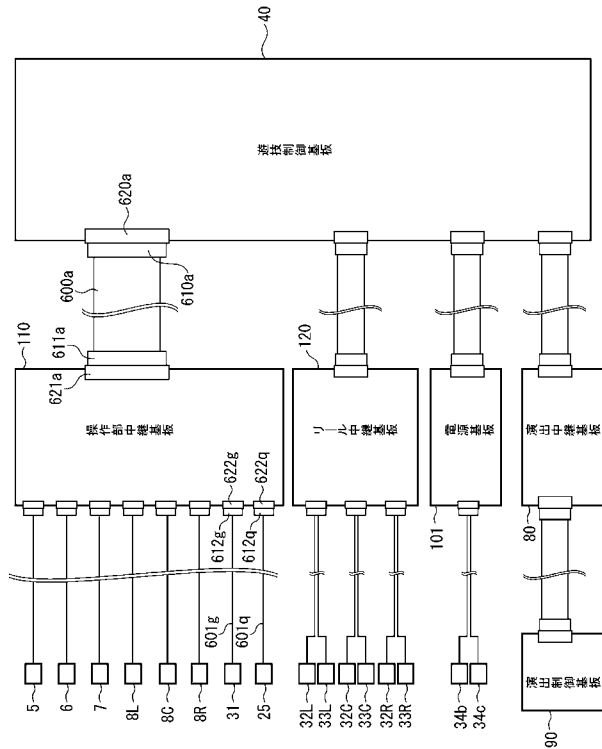 40
遊技制御基板
620a
610a
600a
611a
621a
110
操作部中継基板
622g
612g
622q
612q
601g
601q
5
6
7
8L
8C
8R
31
25
120
リール中継基板
32L
33L
32C
33C
32R
33R
電源基板
101
34b
34c
演出中継基板
80
演出制御基板
90